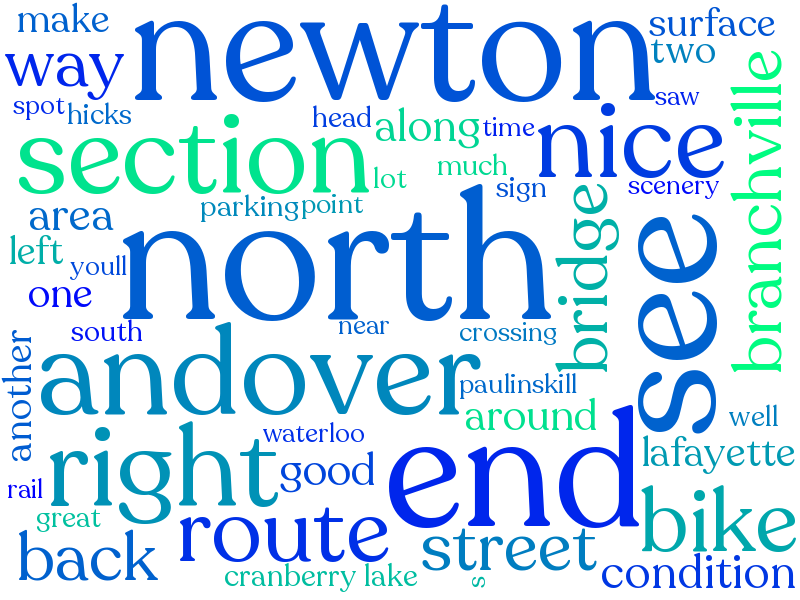 make
newton
surface
way
two
spot
hicks
head
saw
along
time
nice
section
much
branchville
lot
sign
scenery
parking
point
area
north
bridge
see
left
youll
one
south
near
crossing
another
andover
paulinskill
around
well
right
waterloo
end
lafayette
good
rail
great
route
bike
back
street
cranberry lake
s
condition